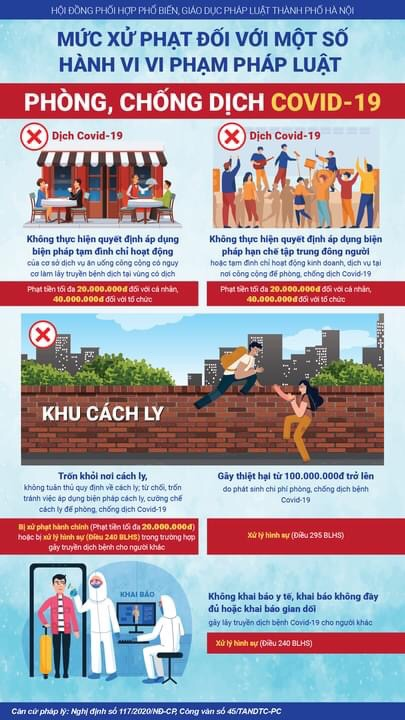 HỘI ĐỒNG PHỐI HỢP PHỔ BIẾN, GIÁO DỤC PHÁP LUẬT THÀNH PHỐ HÀ NỘI
MỨC XỬ PHẠT ĐỐI VỚI MỘT SỐ
HÀNH VI VI PHẠM PHÁP LUẬT
PHÒNG, CHỐNG DỊCH COVID-19
Dịch Covid-19
Không thực hiện quyết định áp dụng
biện pháp tạm đình chỉ hoạt động
của cơ sở dịch vụ ăn uống công cộng có nguy
cơ làm lây truyền bệnh dịch tại vùng có dịch
Phạt tiền tối đa 20.000.000đ đối với cá nhân,
40.000.000đ đối với tổ chức
Dịch Covid-19
Không thực hiện quyết định áp dụng biện
pháp hạn chế tập trung đông người
hoặc tạm đình chỉ hoạt động kinh doanh, dịch vụ tại
nơi công cộng để phòng, chống dịch Covid-19
Phạt tiền tối đa 20.000.000đ đối với cá nhân,
40.000.000đ đối với tổ chức
KHU CÁCH LY
Trốn khỏi nơi cách ly,
không tuân thủ quy định về cách ly; từ chối, trốn
tránh việc áp dụng biện pháp cách ly, cưỡng chế
cách ly để phòng, chống dịch Covid-19
Bị xử phạt hành chính (Phạt tiền tối đa 20.000.000đ)
hoặc bị xử lý hình sự (Điều 240 BLHS) trong trường hợp
gây truyền dịch bệnh cho người khác
Gây thiệt hại từ 100.000.000đ trở lên
do phát sinh chi phí phòng, chống dịch bệnh
Covid-19
Xử lý hình sự (Điều 295 BLHS)
KHAI BÁO
Không khai báo y tế, khai báo không đầy
đủ hoặc khai báo gian dối
gây lây truyền dịch bệnh Covid-19 cho người khác
Xử lý hình sự (Điều 240 BLHS)
Căn cứ pháp lý: Nghị định số 117/2020/NĐ-CP, Công văn số 45/TANDTC-PC